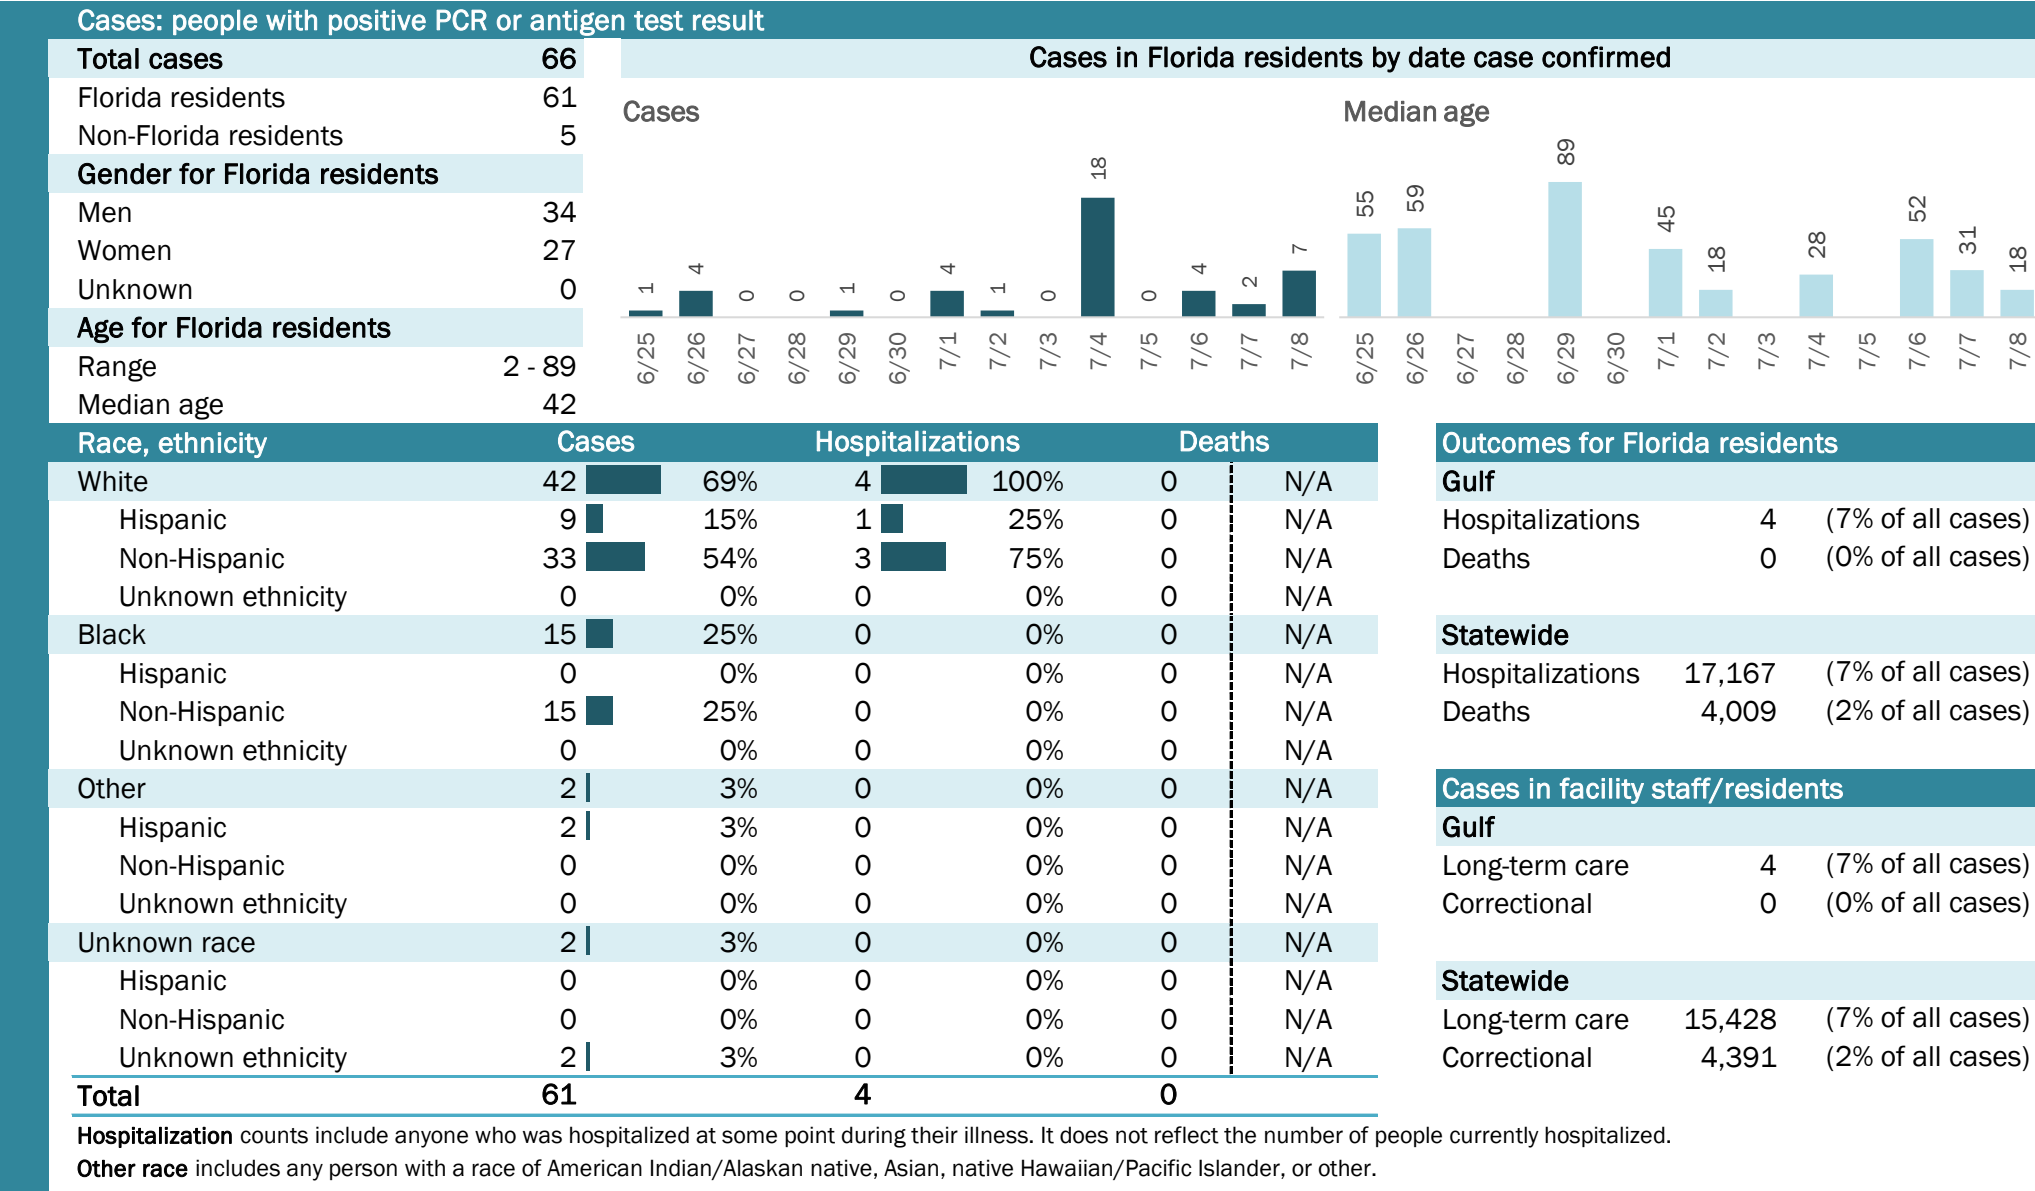 Cases: people with positive PCR or antigen test result
Total cases 66
Florida residents 61
Non-Florida residents 5
Gender for Florida residents
Men 34
Women 27
Unknown 0
Age for Florida residents
Range 2 - 89
Median age 42
Cases in Florida residents by date case confirmed
Cases
1 4 0 0 1 0 4 1 0 18 0 4 2 7
6/25 6/26 6/27 6/28 6/29 6/30 7/1 7/2 7/3 7/4 7/5 7/6 7/7 7/8
Median age
55 59 89 45 18 28 52 31 18
6/25 6/26 6/27 6/28 6/29 6/30 7/1 7/2 7/3 7/4 7/5 7/6 7/7 7/8
Race, ethnicity Cases Hospitalizations Deaths
White 42 69% 4 100% 0 N/A
Hispanic 9 15% 1 25% 0 N/A
Non-Hispanic 33 54% 3 75% 0 N/A
Unknown ethnicity 0 0% 0 0% 0 N/A
Black 15 25% 0 0% 0 N/A
Hispanic 0 0% 0 0% 0 N/A
Non-Hispanic 15 25% 0 0% 0 N/A
Unknown ethnicity 0 0% 0 0% 0 N/A
Other 2 3% 0 0% 0 N/A
Hispanic 2 3% 0 0% 0 N/A
Non-Hispanic 0 0% 0 0% 0 N/A
Unknown ethnicity 0 0% 0 0% 0 N/A
Unknown race 2 3% 0 0% 0 N/A
Hispanic 0 0% 0 0% 0 N/A
Non-Hispanic 0 0% 0 0% 0 N/A
Unknown ethnicity 2 3% 0 0% 0 N/A
Total 61 4 0
Outcomes for Florida residents
Gulf
Hospitalizations 4 (7% of all cases)
Deaths 0 (0% of all cases)
Statewide
Hospitalizations 17,167 (7% of all cases)
Deaths 4,009 (2% of all cases)
Cases in facility staff/residents
Gulf
Long-term care 4 (7% of all cases)
Correctional 0 (0% of all cases)
Statewide
Long-term care 15,428 (7% of all cases)
Correctional 4,391 (2% of all cases)
Hospitalization counts include anyone who was hospitalized at some point during their illness. It does not reflect the number of people currently hospitalized.
Other race includes any person with a race of American Indian/Alaskan native, Asian, native Hawaiian/Pacific Islander, or other.